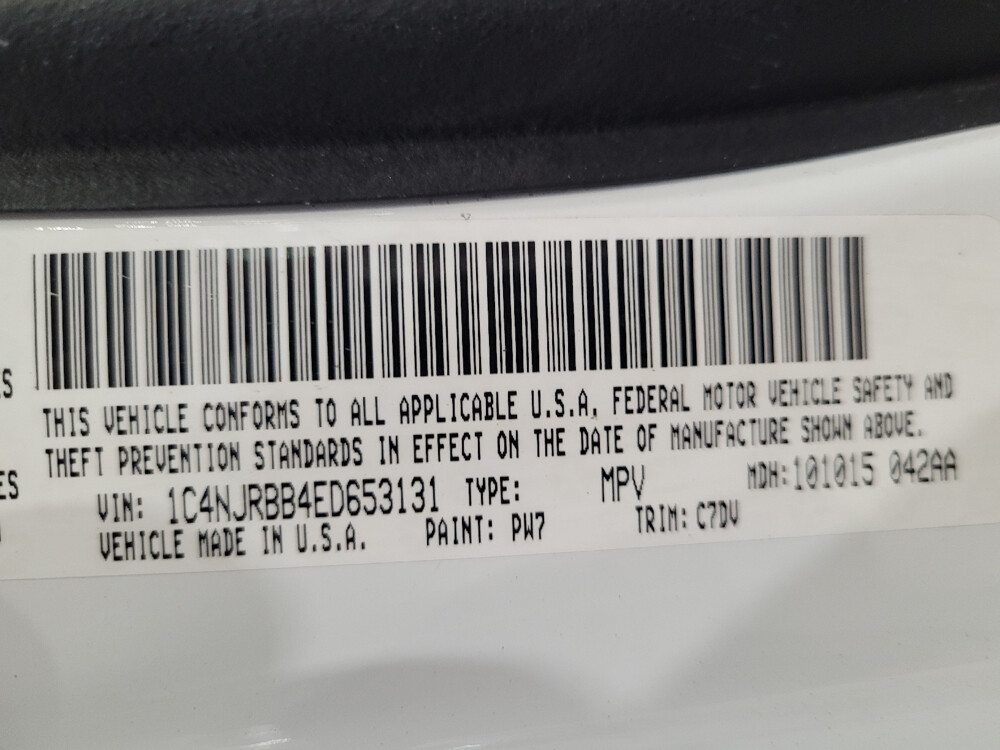 THIS VEHICLE CONFORMS TO ALL APPLICABLE U.S.A. FEDERAL MOTOR VEHICLE SAFETY AND
THEFT PREVENTION STANDARDS IN EFFECT ON THE DATE OF MANUFACTURE SHOWN ABOVE.
VIN: 1C4NJRBB4ED653131 TYPE: MPV MDH:101015 042AA
VEHICLE MADE IN U.S.A. PAINT: PW7 TRIM: C7DV